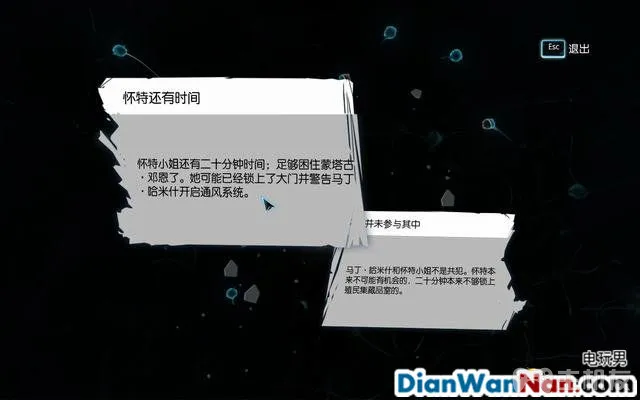 Esc 退出
怀特还有时间
怀特小姐还有二十分钟时间；足够困住蒙塔古
·邓恩了。她可能已经锁上了大门并警告马丁
·哈米什开启通风系统。
并未参与其中
马丁·哈米什和怀特小姐不是共犯。怀特本
来不可能有机会的，二十分钟本来不够锁上
殖民集藏品室的。
电玩男
DianWanNan.com